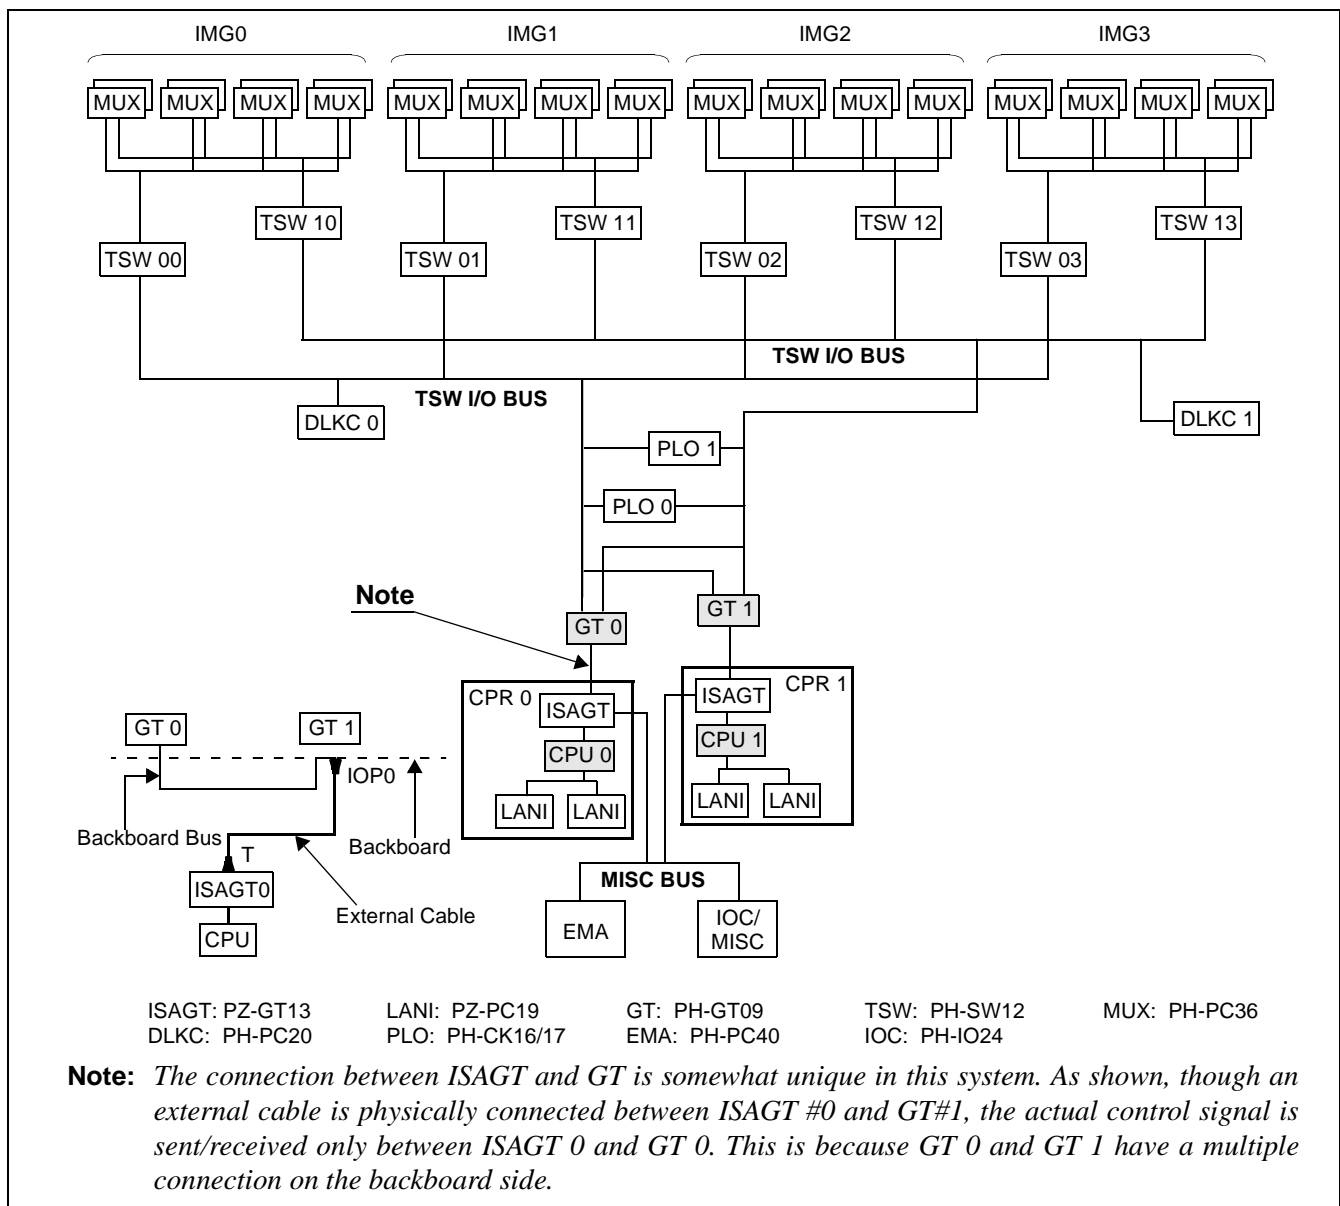 IMG0 IMG1 IMG2 IMG3
MUX MUX MUX MUX MUX MUX MUX MUX MUX MUX MUX MUX MUX MUX MUX MUX
TSW 10 TSW 11 TSW 12 TSW 13
TSW 00 TSW 01 TSW 02 TSW 03
TSW I/O BUS
TSW I/O BUS
DLKC 0 DLKC 1
PLO 1
PLO 0
Note
GT 1
GT 0
CPR 0 ISAGT
CPU 0
LANI LANI
ISAGT CPR 1
CPU 1
LANI LANI
GT 0 GT 1
IOP0
Backboard Bus
Backboard
T
ISAGT0
External Cable
CPU
MISC BUS
EMA
IOC/
MISC
ISAGT: PZ-GT13 LANI: PZ-PC19 GT: PH-GT09 TSW: PH-SW12 MUX: PH-PC36
DLKC: PH-PC20 PLO: PH-CK16/17 EMA: PH-PC40 IOC: PH-IO24
Note: The connection between ISAGT and GT is somewhat unique in this system. As shown, though an
external cable is physically connected between ISAGT #0 and GT#1, the actual control signal is
sent/received only between ISAGT 0 and GT 0. This is because GT 0 and GT 1 have a multiple
connection on the backboard side.